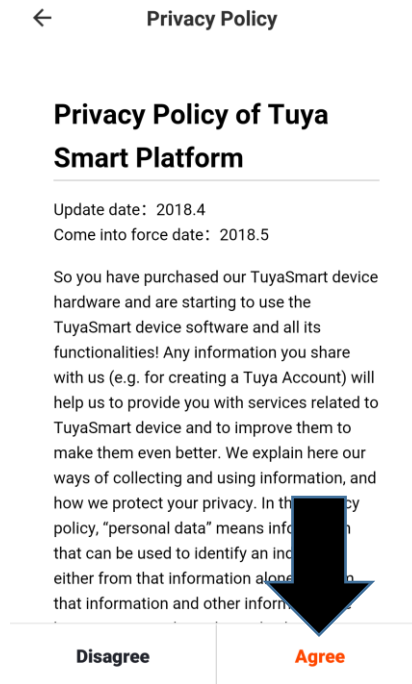 Privacy Policy
Privacy Policy of Tuya
Smart Platform
Update date：2018.4
Come into force date：2018.5
So you have purchased our TuyaSmart device
hardware and are starting to use the
TuyaSmart device software and all its
functionalities! Any information you share
with us (e.g. for creating a Tuya Account) will
help us to provide you with services related to
TuyaSmart device and to improve them to
make them even better. We explain here our
ways of collecting and using information, and
how we protect your privacy. In
policy, “personal data” means
that can be used to identify an
either from that information
that information and other
Disagree
Agree